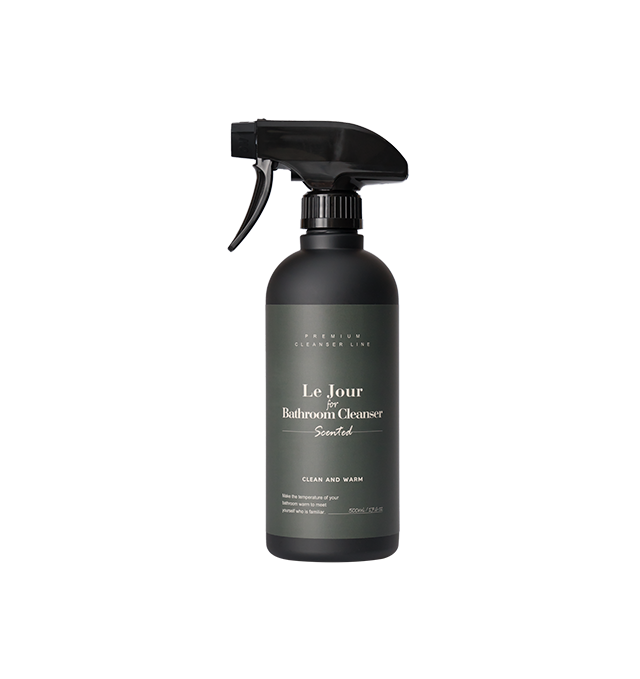 PREMIUM
CLEANSER LINE
Le Jour
for
Bathroom Cleanser
Scented
CLEAN AND WARM
Make the temperature of your
bathroom warm to meet
yourself who is familiar
500mL /